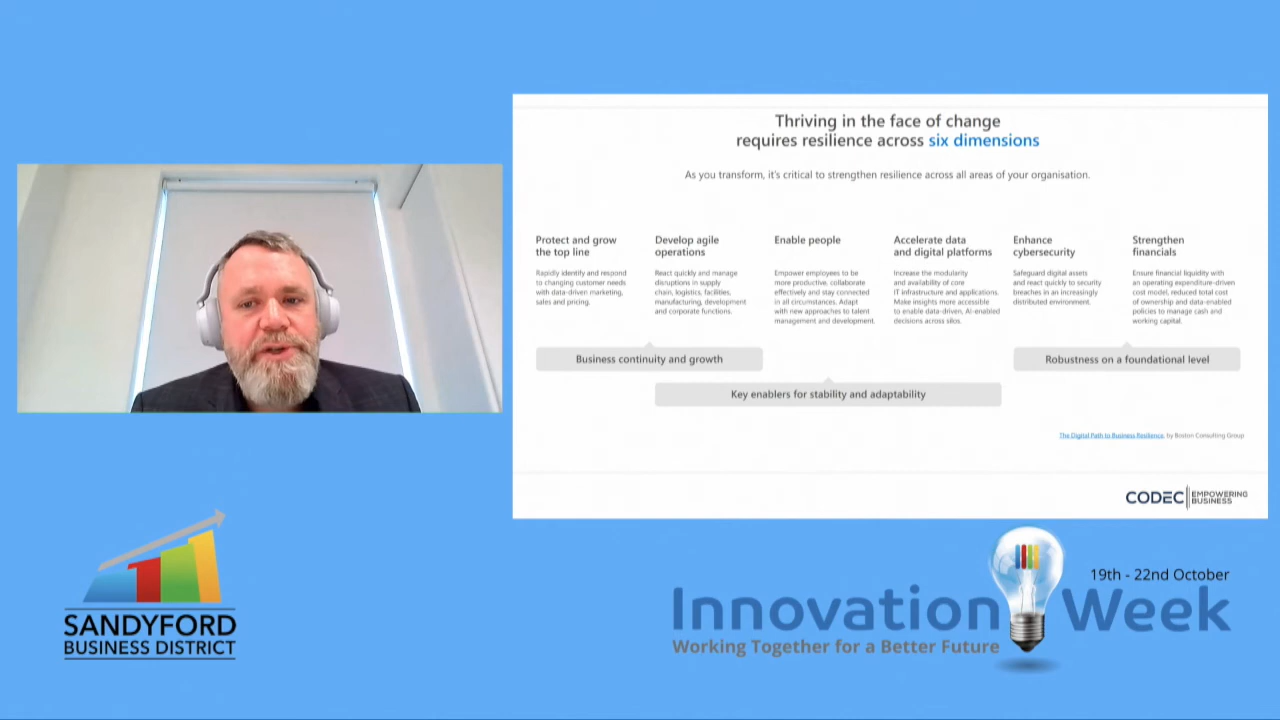 Thriving in the face of change
requires resilience across six dimensions
As you transform, it's critical to strengthen resilience across all areas of your organisation.
Protect and grow
the top line
Rapidly identify and respond
to changing customer needs
with data-driven marketing,
sales and pricing.
Develop agile
operations
React quickly and manage
disruptions in supply
chain, logistics, facilities,
manufacturing, development
and corporate functions.
Enable people
Empower employees to be
more productive, collaborate
effectively and stay connected
in all circumstances. Adapt
with new approaches to talent
management and development.
Accelerate data
and digital platforms
Increase the modularity
and availability of core
IT infrastructure and applications.
Make insights more accessible
to enable data-driven, AI-enabled
decisions across silos.
Enhance
cybersecurity
Safeguard digital assets
and react quickly to security
breaches in an increasingly
distributed environment.
Strengthen
financials
Ensure financial liquidity with
an operating expenditure-driven
cost model, reduced total cost
of ownership and data-enabled
policies to manage cash and
working capital.
Business continuity and growth
Robustness on a foundational level
Key enablers for stability and adaptability
The Digital Path to Business Resilience, by Boston Consulting Group
CODEC EMPOWERING
BUSINESS
SANDYFORD
BUSINESS DISTRICT
19th - 22nd October
Innovation Week
Working Together for a Better Future